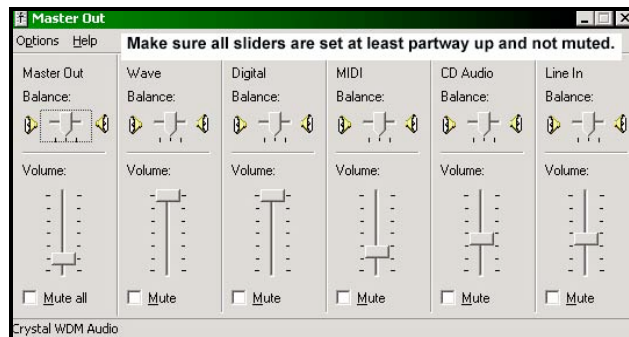 Master Out
Options Help
Make sure all sliders are set at least partway up and not muted.
Master Out Wave Digital MIDI CD Audio Line In
Balance: Balance: Balance: Balance: Balance: Balance:
Volume: Volume: Volume: Volume: Volume: Volume:
Mute all Mute Mute Mute Mute Mute
Crystal WDM Audio